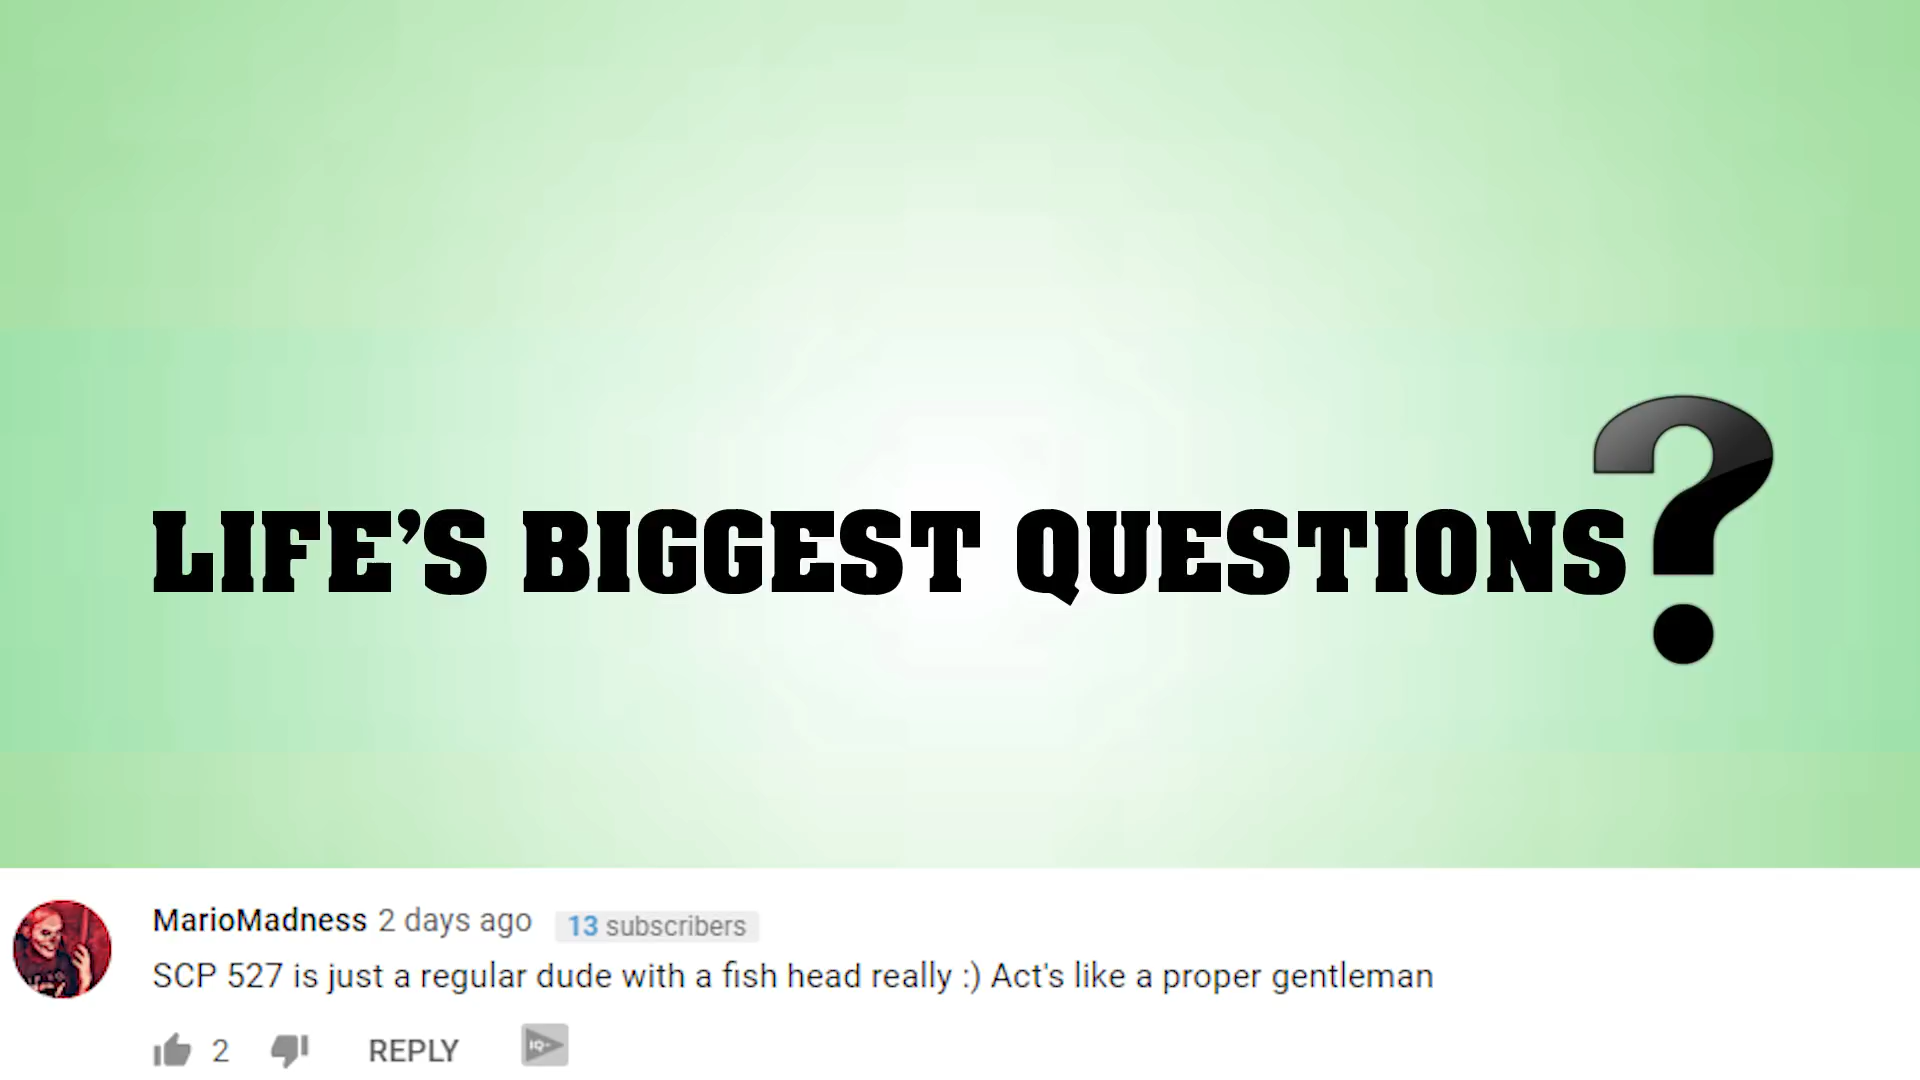 LIFE'S BIGGEST QUESTIONS?
MarioMadness 2 days ago 13 subscribers
SCP 527 is just a regular dude with a fish head really :) Act's like a proper gentleman
2 REPLY IQ